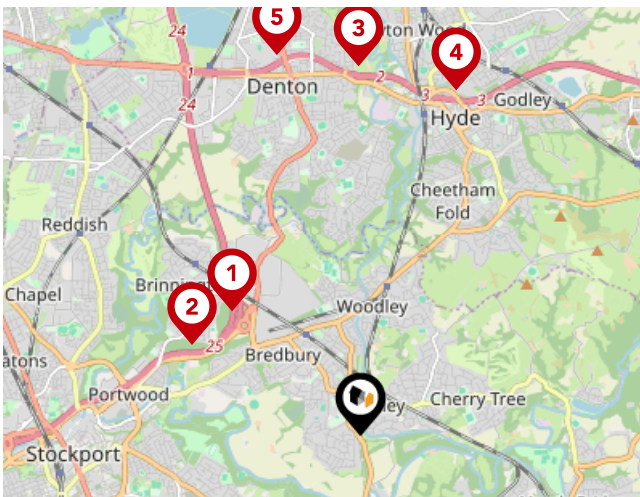 24
5
3
4
1
2
Denton
3
3
Godley
24
Hyde
Cheetham
Fold
Reddish
1
2
Chapel
Woodley
25
Bredbury
Portwood
Cherry Tree
Stockport